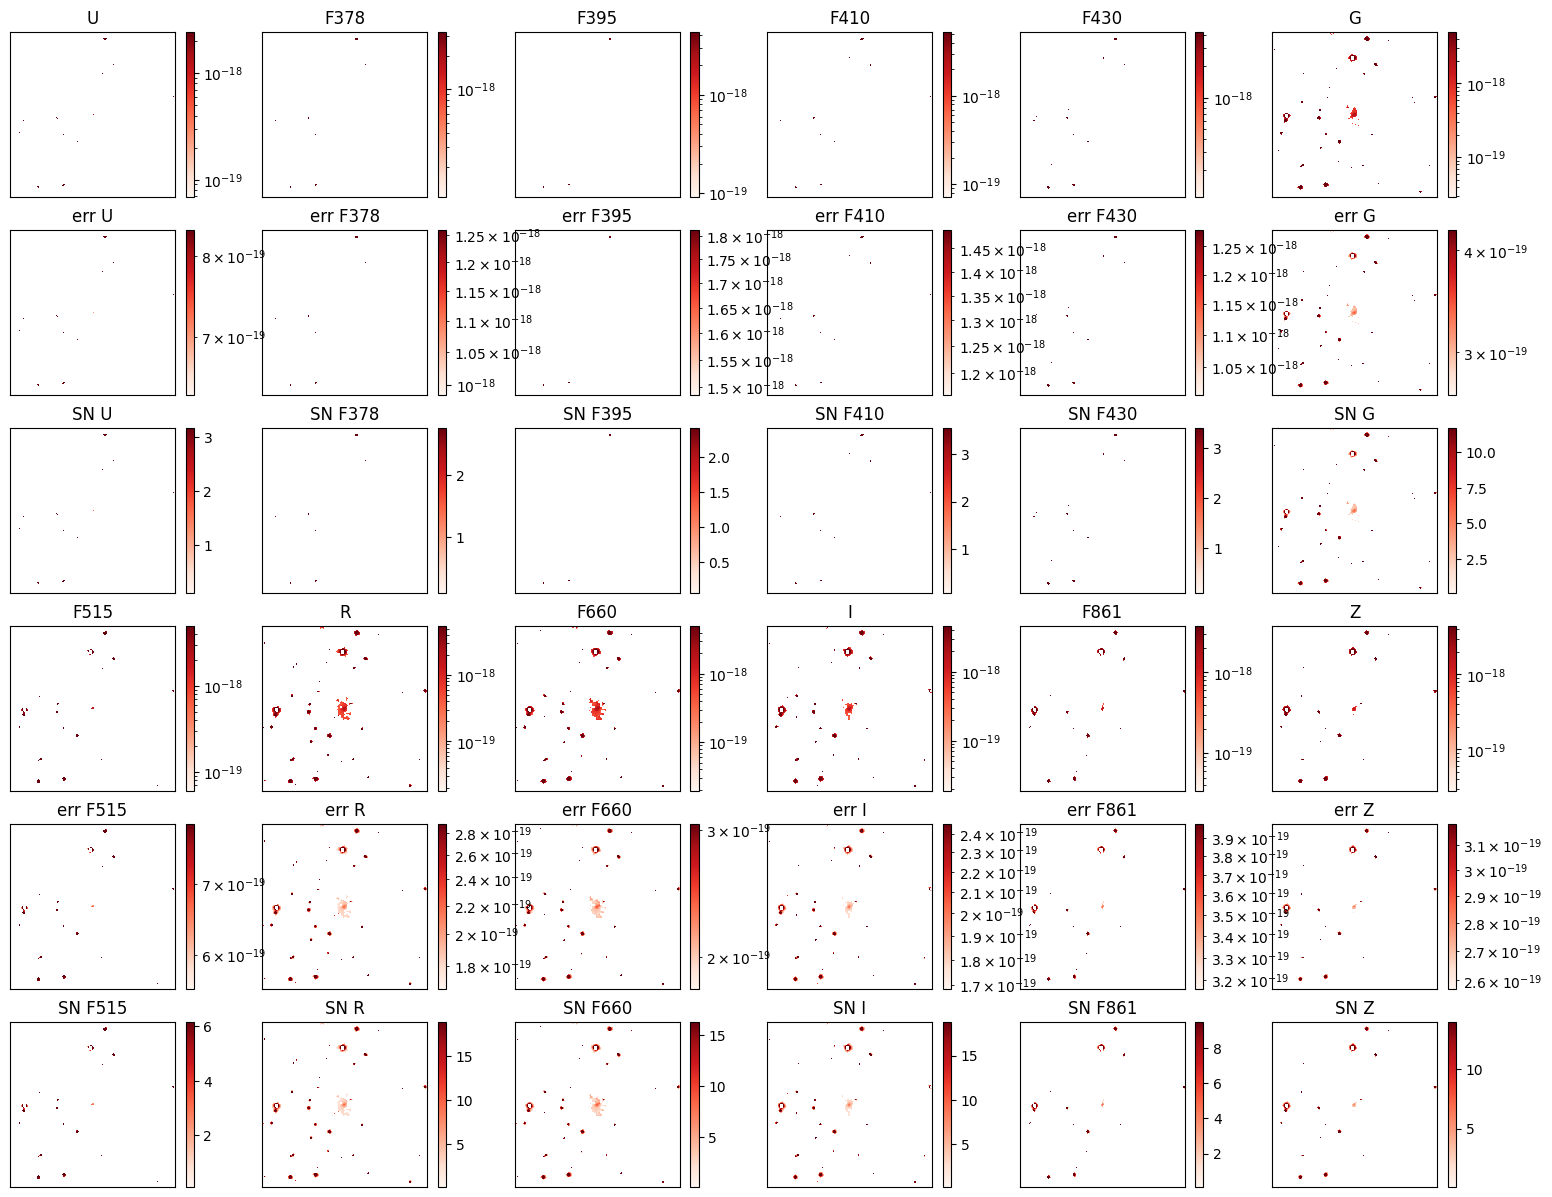 U
10⁻¹⁸
10⁻¹⁹
F378
10⁻¹⁸
F395
10⁻¹⁸
10⁻¹⁹
F410
10⁻¹⁸
10⁻¹⁹
F430
10⁻¹⁸
G
10⁻¹⁸
10⁻¹⁹
err U
8 × 10⁻¹⁹
7 × 10⁻¹⁹
err F378
1.25 × 10⁻¹⁸
1.2 × 10⁻¹⁸
1.15 × 10⁻¹⁸
1.1 × 10⁻¹⁸
1.05 × 10⁻¹⁸
10⁻¹⁸
err F395
1.8 × 10⁻¹⁸
1.75 × 10⁻¹⁸
1.7 × 10⁻¹⁸
1.65 × 10⁻¹⁸
1.6 × 10⁻¹⁸
1.55 × 10⁻¹⁸
1.5 × 10⁻¹⁸
err F410
1.45 × 10⁻¹⁸
1.4 × 10⁻¹⁸
1.35 × 10⁻¹⁸
1.3 × 10⁻¹⁸
1.25 × 10⁻¹⁸
1.2 × 10⁻¹⁸
err F430
1.25 × 10⁻¹⁸
1.2 × 10⁻¹⁸
1.15 × 10⁻¹⁸
1.1 × 10⁻¹⁸
1.05 × 10⁻¹⁸
err G
4 × 10⁻¹⁹
3 × 10⁻¹⁹
SN U
3
2
1
SN F378
2
1
SN F395
2.0
1.5
1.0
0.5
SN F410
3
2
1
SN F430
3
2
1
SN G
10.0
7.5
5.0
2.5
F515
10⁻¹⁸
10⁻¹⁹
R
10⁻¹⁸
10⁻¹⁹
F660
10⁻¹⁸
10⁻¹⁹
I
10⁻¹⁸
10⁻¹⁹
F861
10⁻¹⁸
10⁻¹⁹
Z
10⁻¹⁸
10⁻¹⁹
err F515
7 × 10⁻¹⁹
6 × 10⁻¹⁹
err R
2.8 × 10⁻¹⁹
2.6 × 10⁻¹⁹
2.4 × 10⁻¹⁹
2.2 × 10⁻¹⁹
2 × 10⁻¹⁹
1.8 × 10⁻¹⁹
err F660
3 × 10⁻¹⁹
2 × 10⁻¹⁹
err I
2.4 × 10⁻¹⁹
2.3 × 10⁻¹⁹
2.2 × 10⁻¹⁹
2.1 × 10⁻¹⁹
2 × 10⁻¹⁹
1.9 × 10⁻¹⁹
1.8 × 10⁻¹⁹
1.7 × 10⁻¹⁹
err F861
3.9 × 10⁻¹⁹
3.8 × 10⁻¹⁹
3.7 × 10⁻¹⁹
3.6 × 10⁻¹⁹
3.5 × 10⁻¹⁹
3.4 × 10⁻¹⁹
3.3 × 10⁻¹⁹
3.2 × 10⁻¹⁹
err Z
3.1 × 10⁻¹⁹
3 × 10⁻¹⁹
2.9 × 10⁻¹⁹
2.8 × 10⁻¹⁹
2.7 × 10⁻¹⁹
2.6 × 10⁻¹⁹
SN F515
6
4
2
SN R
15
10
5
SN F660
15
10
5
SN I
15
10
5
SN F861
8
6
4
2
SN Z
10
5